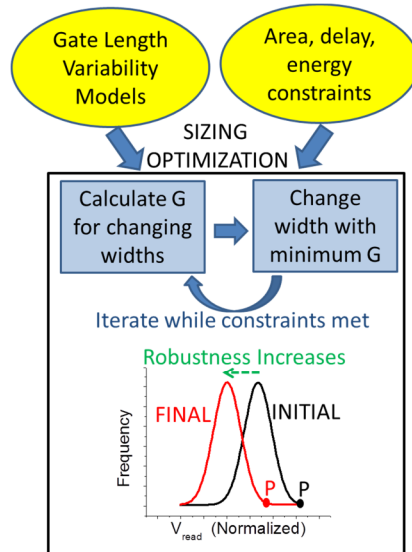 Gate Length
Variability
Models
Area, delay,
energy
constraints
SIZING
OPTIMIZATION
Calculate G
for changing
widths
Change
width with
minimum G
Iterate while constraints met
Robustness Increases
FINAL
INITIAL
Frequency
P
P
Vread (Normalized)